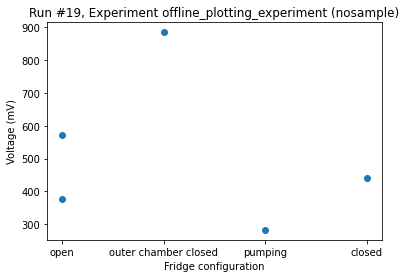 Run #19, Experiment offline_plotting_experiment (nosample)
900
800
700
600
500
400
300
Voltage (mV)
open outer chamber closed pumping closed
Fridge configuration